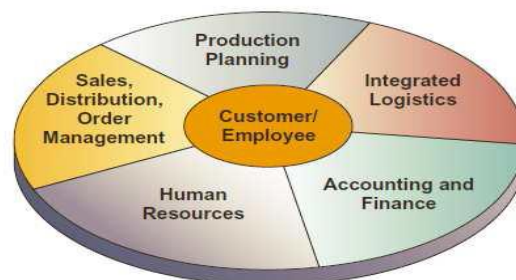 Production
Planning
Sales,
Distribution,
Order
Management
Integrated
Logistics
Customer/
Employee
Human
Resources
Accounting and
Finance